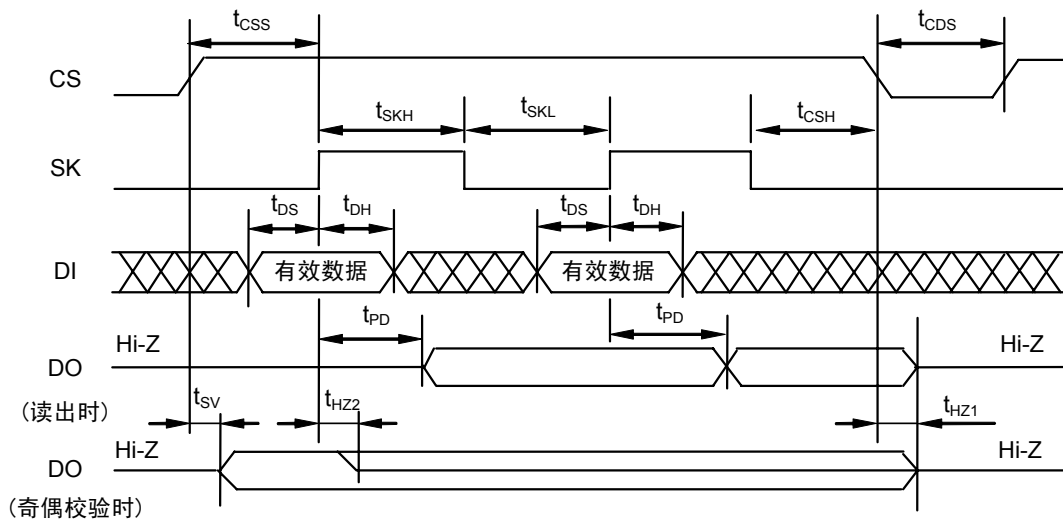 tCSS
tCDS
CS
tSKH
tSKL
tCSH
SK
tDS
tDH
tDS
tDH
DI
有效数据
有效数据
tPD
tPD
Hi-Z
Hi-Z
DO
(读出时)
tSV
tHZ2
tHZ1
Hi-Z
Hi-Z
DO
(奇偶校验时)